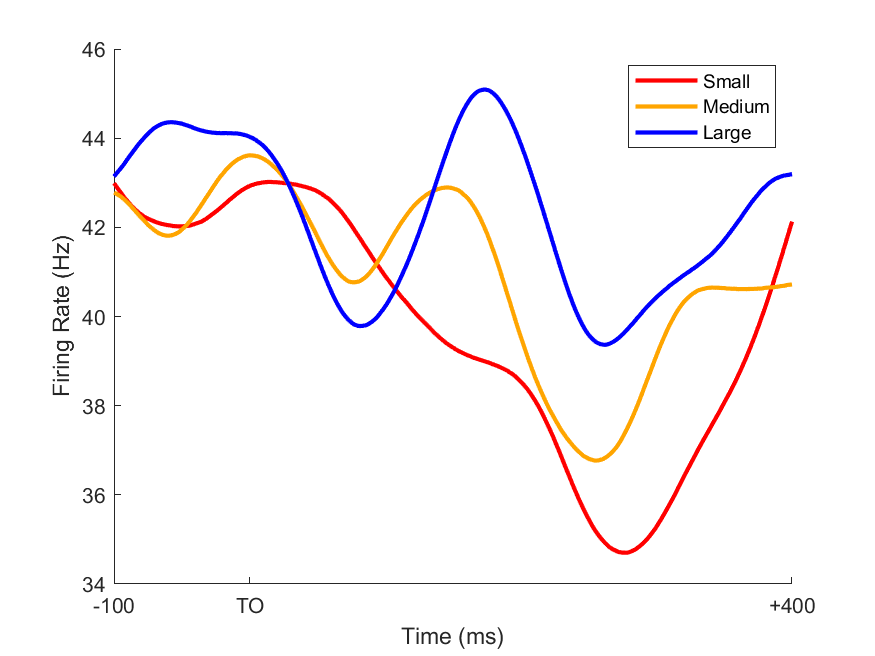 46
44
42
40
38
36
34
Firing Rate (Hz)
Small
Medium
Large
-100 TO +400
Time (ms)